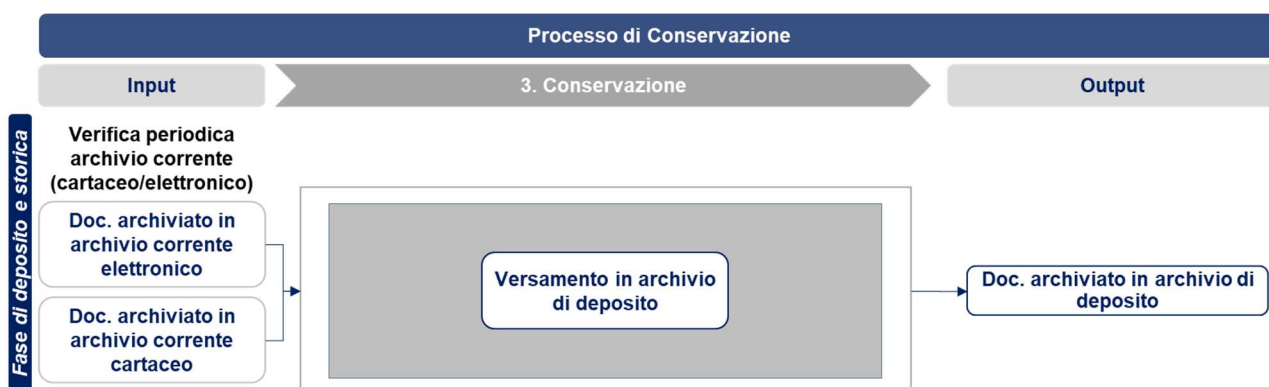 Processo di Conservazione
Input
3. Conservazione
Output
Fase di deposito e storica
Verifica periodica
archivio corrente
(cartaceo/elettronico)
Doc. archiviato in
archivio corrente
elettronico
Doc. archiviato in
archivio corrente
cartaceo
Versamento in archivio
di deposito
Doc. archiviato in archivio di
deposito